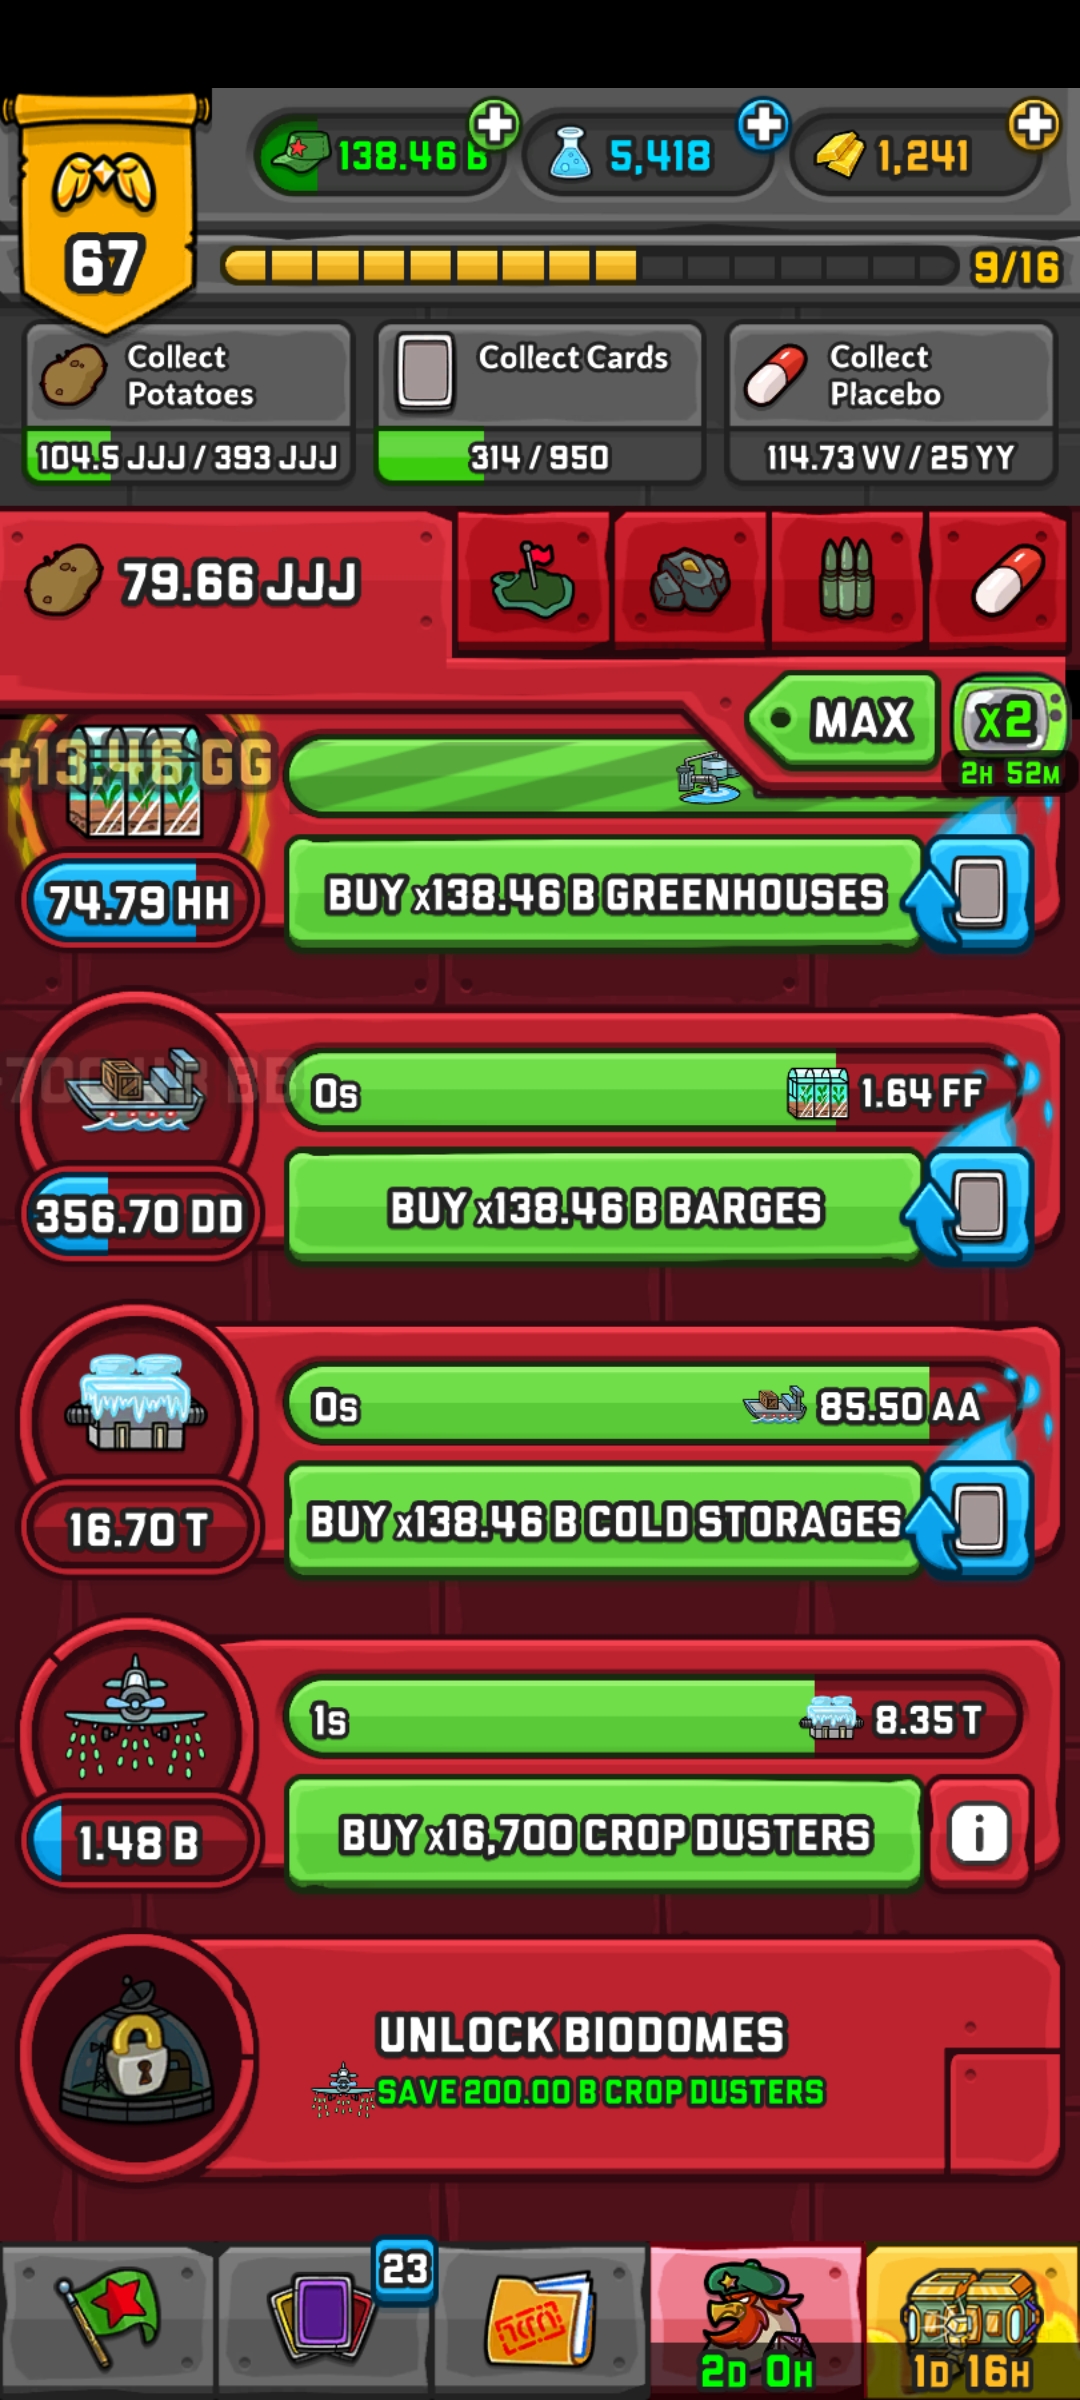 138.46 B
5,418
1,241
67
9/16
Collect
Potatoes
104.5 JJJ / 393 JJJ
Collect Cards
314 / 950
Collect
Placebo
114.73 VV / 25 YY
79.66 JJJ
MAX
x2
2H 52M
+13.46 GG
74.79 HH
BUY x138.46 B GREENHOUSES
0s
1.64 FF
356.70 DD
BUY x138.46 B BARGES
0s
85.50 AA
16.70 T
BUY x138.46 B COLD STORAGES
1s
8.35 T
1.48 B
BUY x16,700 CROP DUSTERS
i
UNLOCK BIODOMES
SAVE 200.00 B CROP DUSTERS
23
2D 0H
1D 16H